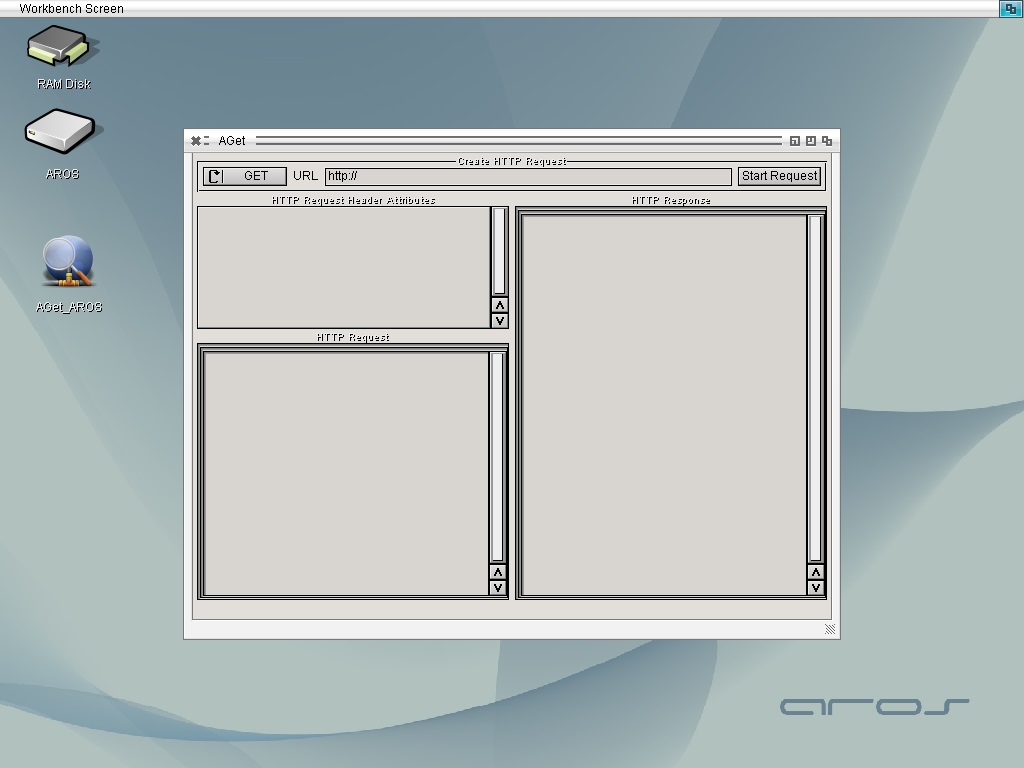 Workbench Screen
RAM Disk
AROS
AGet_AROS
AGet
Create HTTP Request
GET URL http:// Start Request
HTTP Request Header Attributes
HTTP Response
HTTP Request
aros